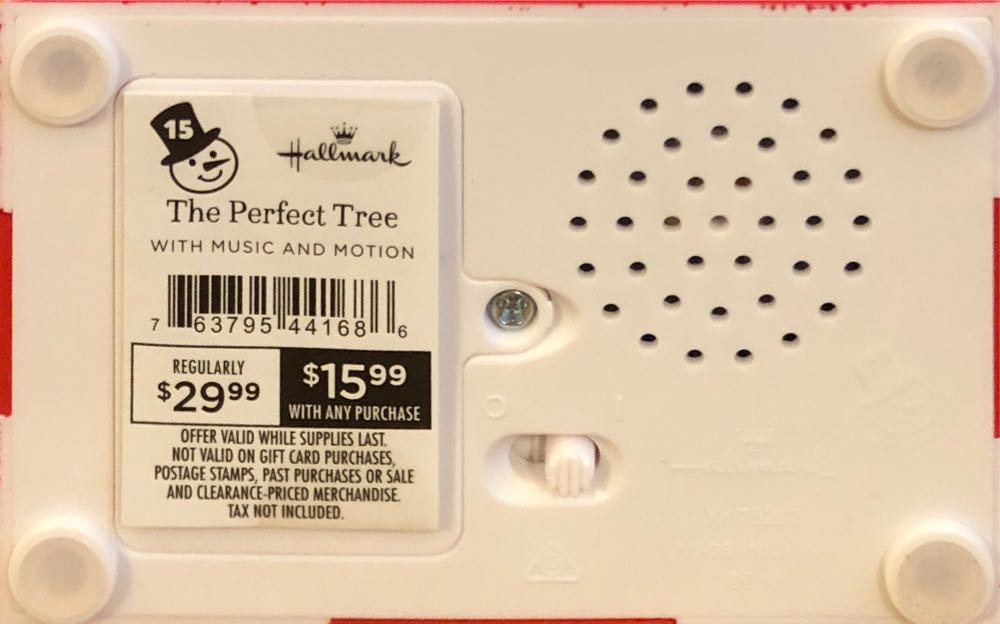 15
Hallmark
The Perfect Tree
WITH MUSIC AND MOTION
7 63795 44168 6
REGULARLY
$29.99
$15.99
WITH ANY PURCHASE
OFFER VALID WHILE SUPPLIES LAST.
NOT VALID ON GIFT CARD PURCHASES,
POSTAGE STAMPS, PAST PURCHASES OR SALE
AND CLEARANCE-PRICED MERCHANDISE.
TAX NOT INCLUDED.
O I
MADE IN